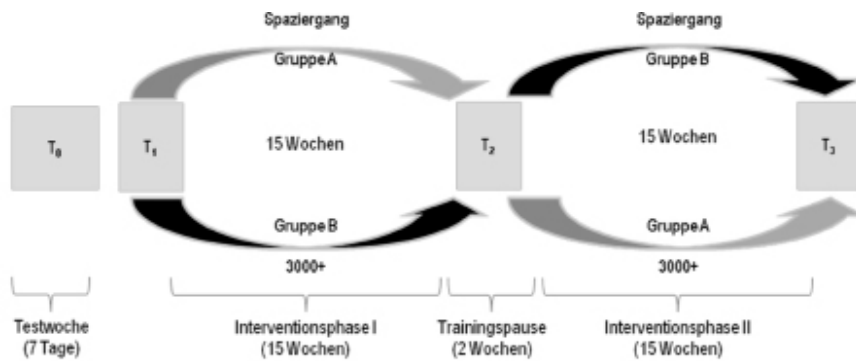 Spaziergang
Spaziergang
Gruppe A
Gruppe B
T0
T1
15 Wochen
T2
15 Wochen
T3
Gruppe B
Gruppe A
3000+
3000+
Testwoche
(7 Tage)
Interventionsphase I
(15 Wochen)
Trainingspause
(2 Wochen)
Interventionsphase II
(15 Wochen)